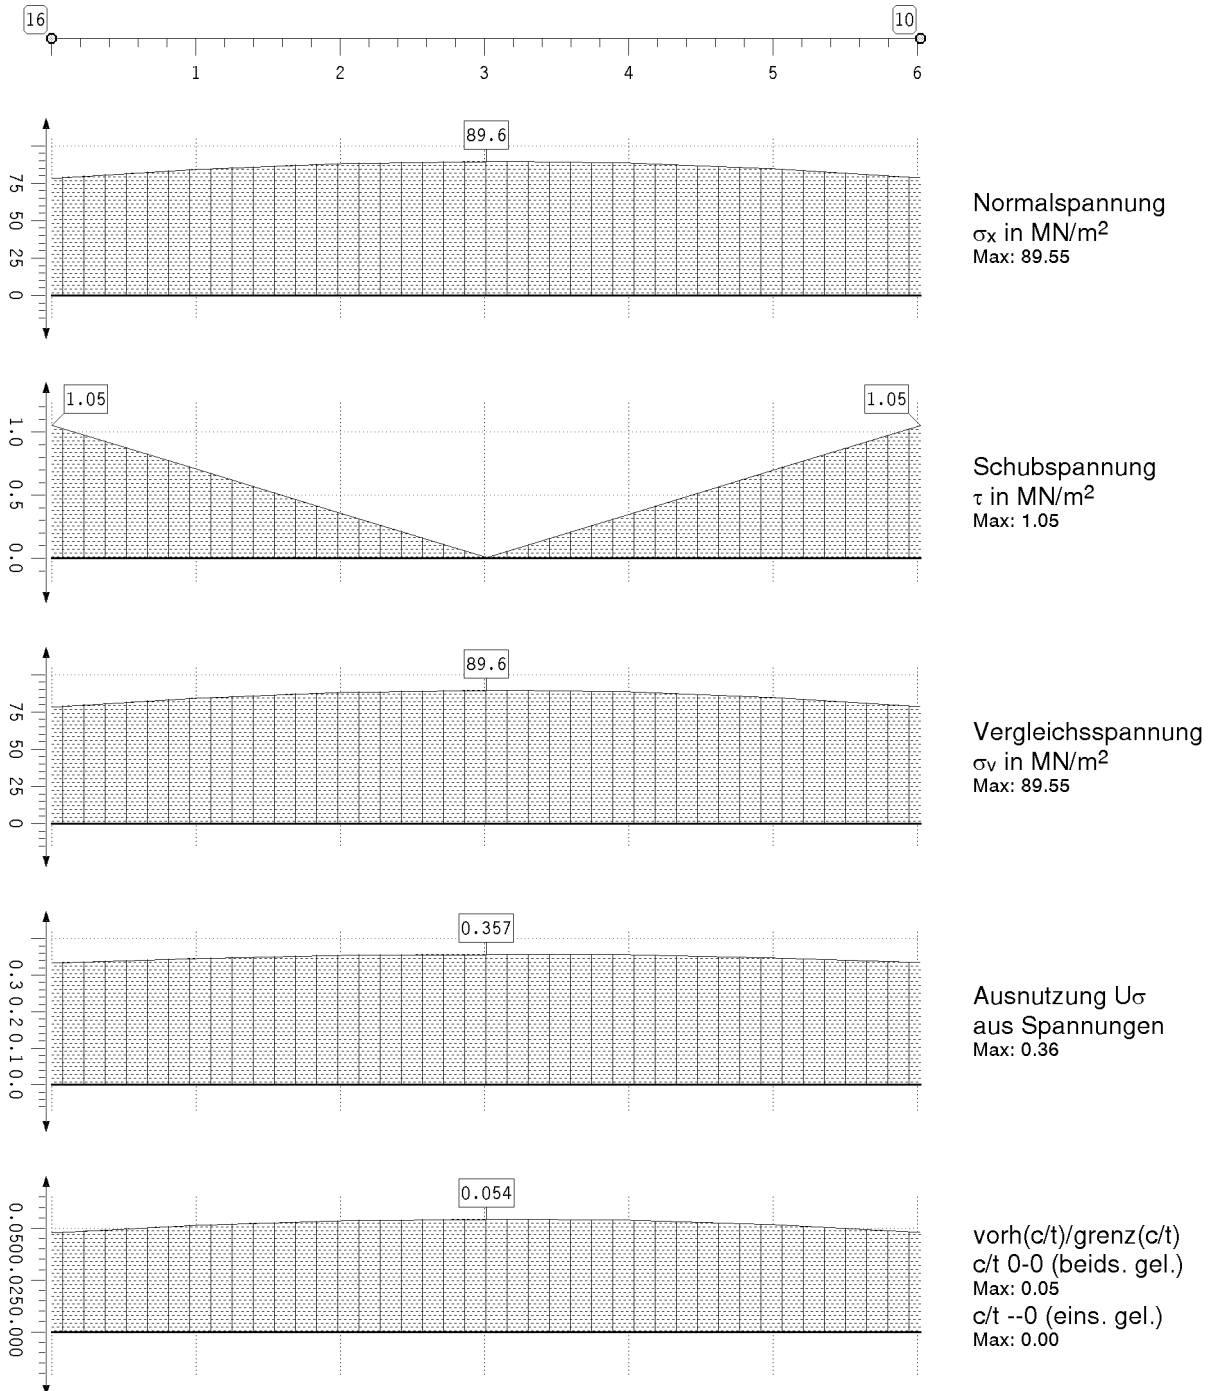 16
10
1 2 3 4 5 6
89.6
75
50
25
0
Normalspannung
σx in MN/m²
Max: 89.55
1.05
1.05
1.0
0.5
0.0
Schubspannung
τ in MN/m²
Max: 1.05
89.6
75
50
25
0
Vergleichsspannung
σv in MN/m²
Max: 89.55
0.357
0.3
0.2
0.1
0.0
Ausnutzung Uσ
aus Spannungen
Max: 0.36
0.054
0.050
0.025
0.000
vorh(c/t)/grenz(c/t)
c/t 0-0 (beids. gel.)
Max: 0.05
c/t --0 (eins. gel.)
Max: 0.00